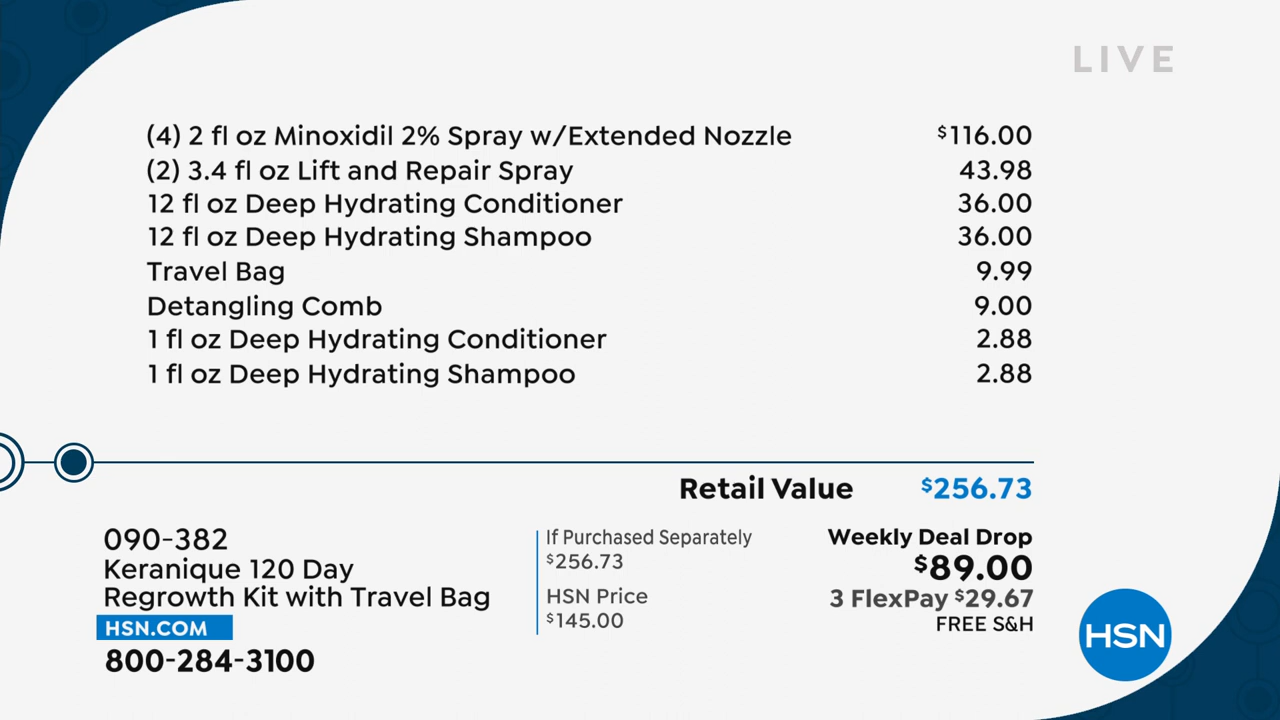 LIVE
(4) 2 fl oz Minoxidil 2% Spray w/Extended Nozzle $116.00
(2) 3.4 fl oz Lift and Repair Spray 43.98
12 fl oz Deep Hydrating Conditioner 36.00
12 fl oz Deep Hydrating Shampoo 36.00
Travel Bag 9.99
Detangling Comb 9.00
1 fl oz Deep Hydrating Conditioner 2.88
1 fl oz Deep Hydrating Shampoo 2.88
Retail Value $256.73
090-382
Keranique 120 Day
Regrowth Kit with Travel Bag
HSN.COM
800-284-3100
If Purchased Separately
$256.73
HSN Price
$145.00
Weekly Deal Drop
$89.00
3 FlexPay $29.67
FREE S&H
HSN